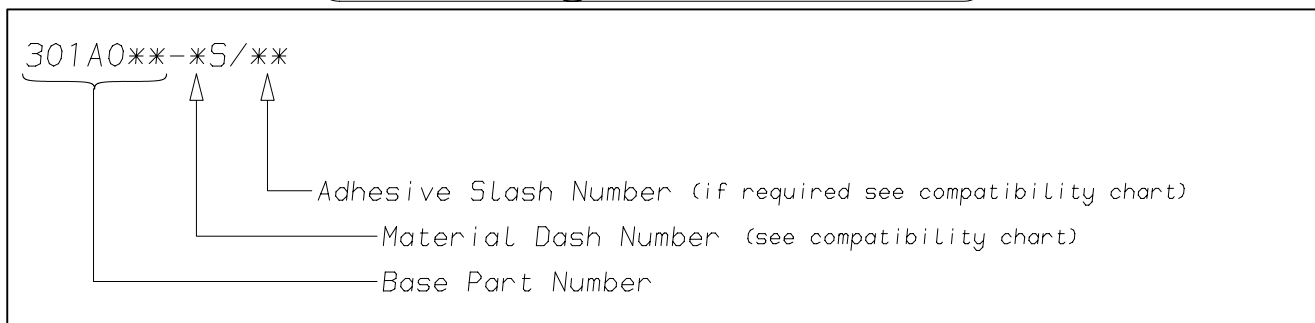 301A0**-*S/**
Adhesive Slash Number (if required see compatibility chart)
Material Dash Number (see compatibility chart)
Base Part Number